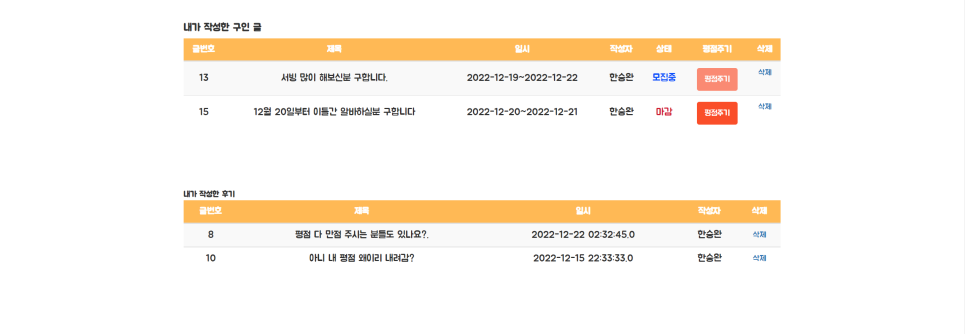 내가 작성한 구인 글
글번호 제목 일시 작성자 상태 평점주기 삭제
13 서빙 많이 해보신분 구합니다. 2022-12-19~2022-12-22 한승완 모집중 평점주기 삭제
15 12월 20일부터 이틀간 알바하실분 구합니다 2022-12-20~2022-12-21 한승완 마감 평점주기 삭제
내가 작성한 후기
글번호 제목 일시 작성자 삭제
8 평점 다 만점 주시는 분들도 있나요?. 2022-12-22 02:32:45.0 한승완 삭제
10 아니 내 평점 왜이리 내려감? 2022-12-15 22:33:33.0 한승완 삭제